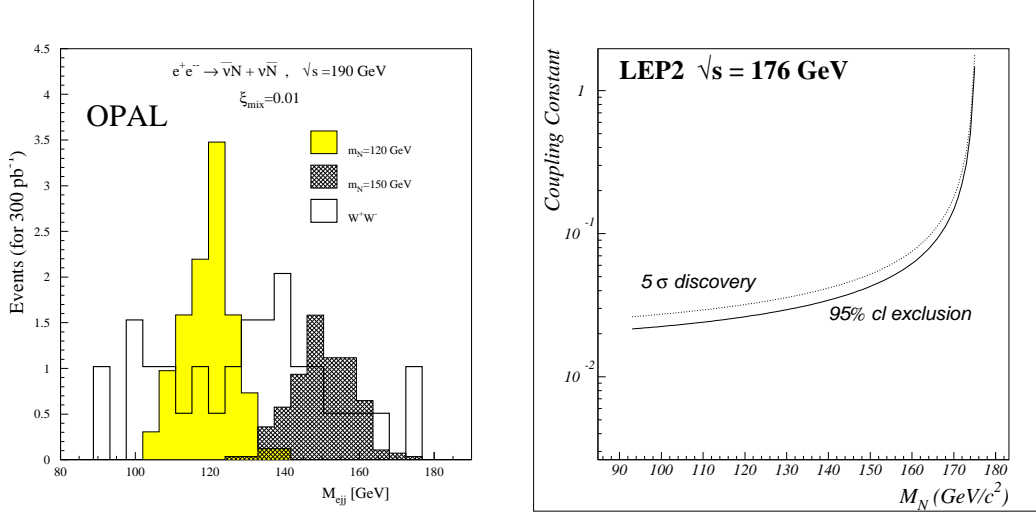 e⁺e⁻ → ν̅N + νN̅ , √s =190 GeV
ξmix=0.01
OPAL
mN=120 GeV
mN=150 GeV
W⁺W⁻
Events (for 300 pb⁻¹)
4.5
4
3.5
3
2.5
2
1.5
1
0.5
0
80 100 120 140 160 180
Mejj [GeV]
LEP2 √s = 176 GeV
Coupling Constant
1
10⁻¹
10⁻²
5 σ discovery
95% cl exclusion
90 100 110 120 130 140 150 160 170 180
MN (GeV/c²)